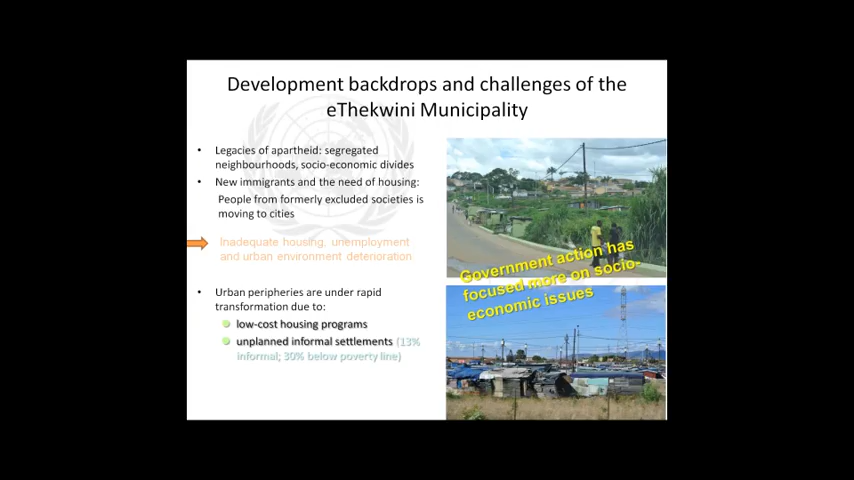 Development backdrops and challenges of the
eThekwini Municipality
• Legacies of apartheid: segregated
neighbourhoods, socio-economic divides
• New immigrants and the need of housing:
People from formerly excluded societies is
moving to cities
Inadequate housing, unemployment
and urban environment deterioration
• Urban peripheries are under rapid
transformation due to:
low-cost housing programs
unplanned informal settlements (13%
informal; 30% below poverty line)
Government action has
focused more on socio-
economic issues